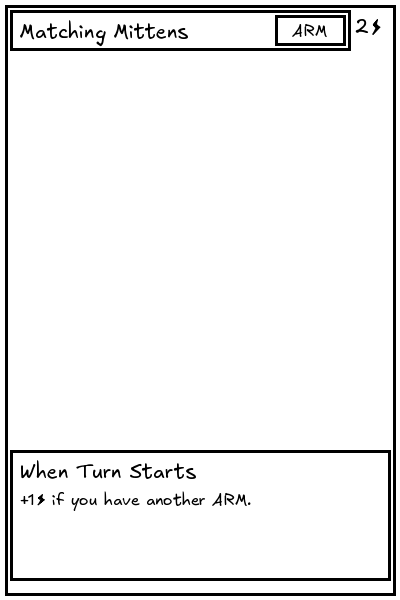 Matching Mittens
ARM
2⚡
When Turn Starts
+1⚡ if you have another ARM.